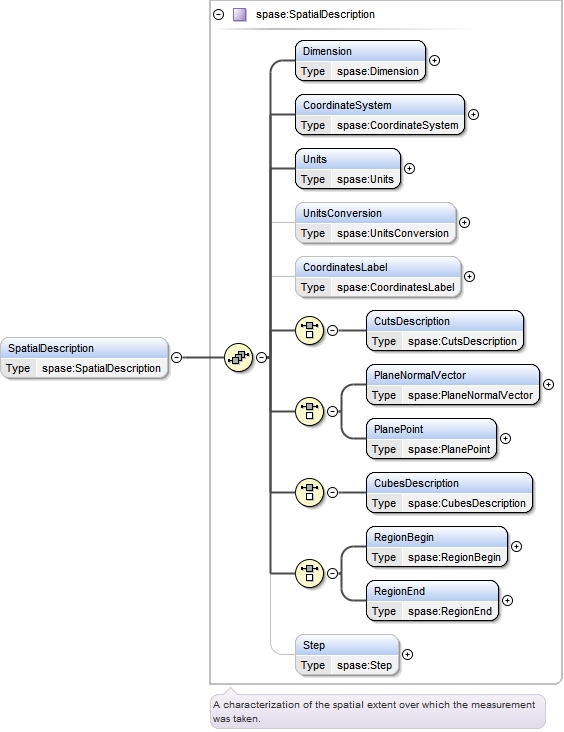 spase:SpatialDescription
Dimension
Type spase:Dimension
CoordinateSystem
Type spase:CoordinateSystem
Units
Type spase:Units
UnitsConversion
Type spase:UnitsConversion
CoordinatesLabel
Type spase:CoordinatesLabel
CutsDescription
Type spase:CutsDescription
SpatialDescription
Type spase:SpatialDescription
PlaneNormalVector
Type spase:PlaneNormalVector
PlanePoint
Type spase:PlanePoint
CubesDescription
Type spase:CubesDescription
RegionBegin
Type spase:RegionBegin
RegionEnd
Type spase:RegionEnd
Step
Type spase:Step
A characterization of the spatial extent over which the measurement
was taken.